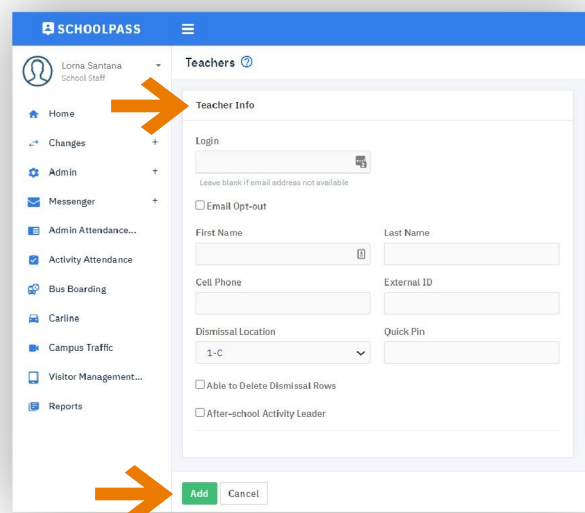 SCHOOLPASS
Lorna Santana
School Staff
Home
Changes +
Admin +
Messenger +
Admin Attendance...
Activity Attendance
Bus Boarding
Carline
Campus Traffic
Visitor Management...
Reports
Teachers ?
Teacher Info
Login
Leave blank if email address not available
Email Opt-out
First Name Last Name
Cell Phone External ID
Dismissal Location Quick Pin
1-C
Able to Delete Dismissal Rows
After-school Activity Leader
Add Cancel